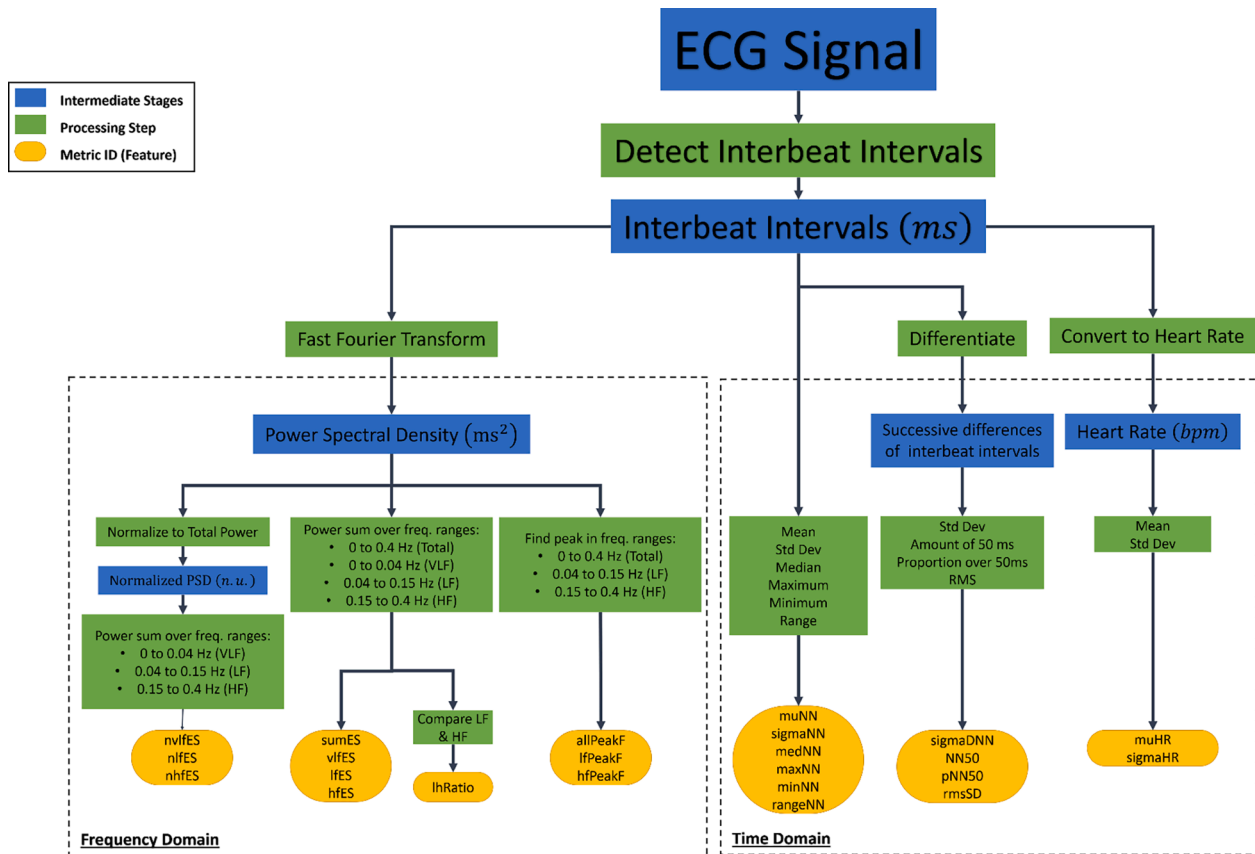 ECG Signal
Intermediate Stages
Processing Step
Metric ID (Feature)
Detect Interbeat Intervals
Interbeat Intervals (ms)
Fast Fourier Transform
Differentiate
Convert to Heart Rate
Power Spectral Density (ms²)
Successive differences
of interbeat intervals
Heart Rate (bpm)
Normalize to Total Power
Normalized PSD (n.u.)
Power sum over freq. ranges:
• 0 to 0.04 Hz (VLF)
• 0.04 to 0.15 Hz (LF)
• 0.15 to 0.4 Hz (HF)
Power sum over freq. ranges:
• 0 to 0.4 Hz (Total)
• 0 to 0.04 Hz (VLF)
• 0.04 to 0.15 Hz (LF)
• 0.15 to 0.4 Hz (HF)
Find peak in freq. ranges:
• 0 to 0.4 Hz (Total)
• 0.04 to 0.15 Hz (LF)
• 0.15 to 0.4 Hz (HF)
Mean
Std Dev
Median
Maximum
Minimum
Range
Std Dev
Amount of 50 ms
Proportion over 50ms
RMS
Mean
Std Dev
Compare LF
& HF
nvlfES
nlfES
nhfES
sumES
vlfES
lfES
hfES
lhRatio
allPeakF
lfPeakF
hfPeakF
muNN
sigmaNN
medNN
maxNN
minNN
rangeNN
sigmaDNN
NN50
pNN50
rmsSD
muHR
sigmaHR
Frequency Domain
Time Domain